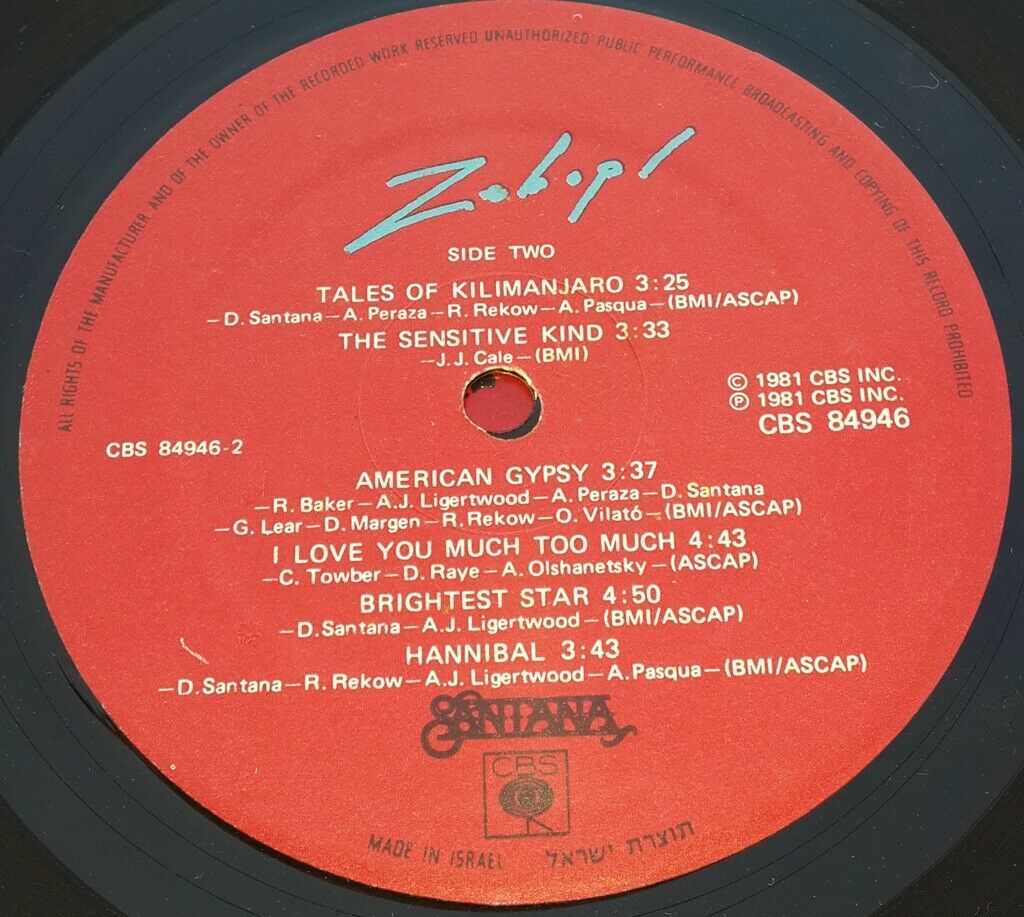 ALL RIGHTS OF THE MANUFACTURER AND OF THE OWNER OF THE RECORDED WORK RESERVED UNAUTHORIZED PUBLIC PERFORMANCE BROADCASTING AND COPYING OF THIS RECORD PROHIBITED
Zebop!
SIDE TWO
TALES OF KILIMANJARO 3:25
—D. Santana—A. Peraza—R. Rekow—A. Pasqua—(BMI/ASCAP)
THE SENSITIVE KIND 3:33
—J.J. Cale—(BMI)
© 1981 CBS INC.
℗ 1981 CBS INC.
CBS 84946
CBS 84946-2
AMERICAN GYPSY 3:37
—R. Baker—A.J. Ligertwood—A. Peraza—D. Santana
—G. Lear—D. Margen—R. Rekow—O. Vilató—(BMI/ASCAP)
I LOVE YOU MUCH TOO MUCH 4:43
—C. Towber—D. Raye—A. Olshanetsky—(ASCAP)
BRIGHTEST STAR 4:50
—D.Santana—A.J. Ligertwood—(BMI/ASCAP)
HANNIBAL 3:43
—D.Santana—R. Rekow—A.J. Ligertwood—A.Pasqua—(BMI/ASCAP)
SANTANA
CBS
MADE IN ISRAEL תוצרת ישראל